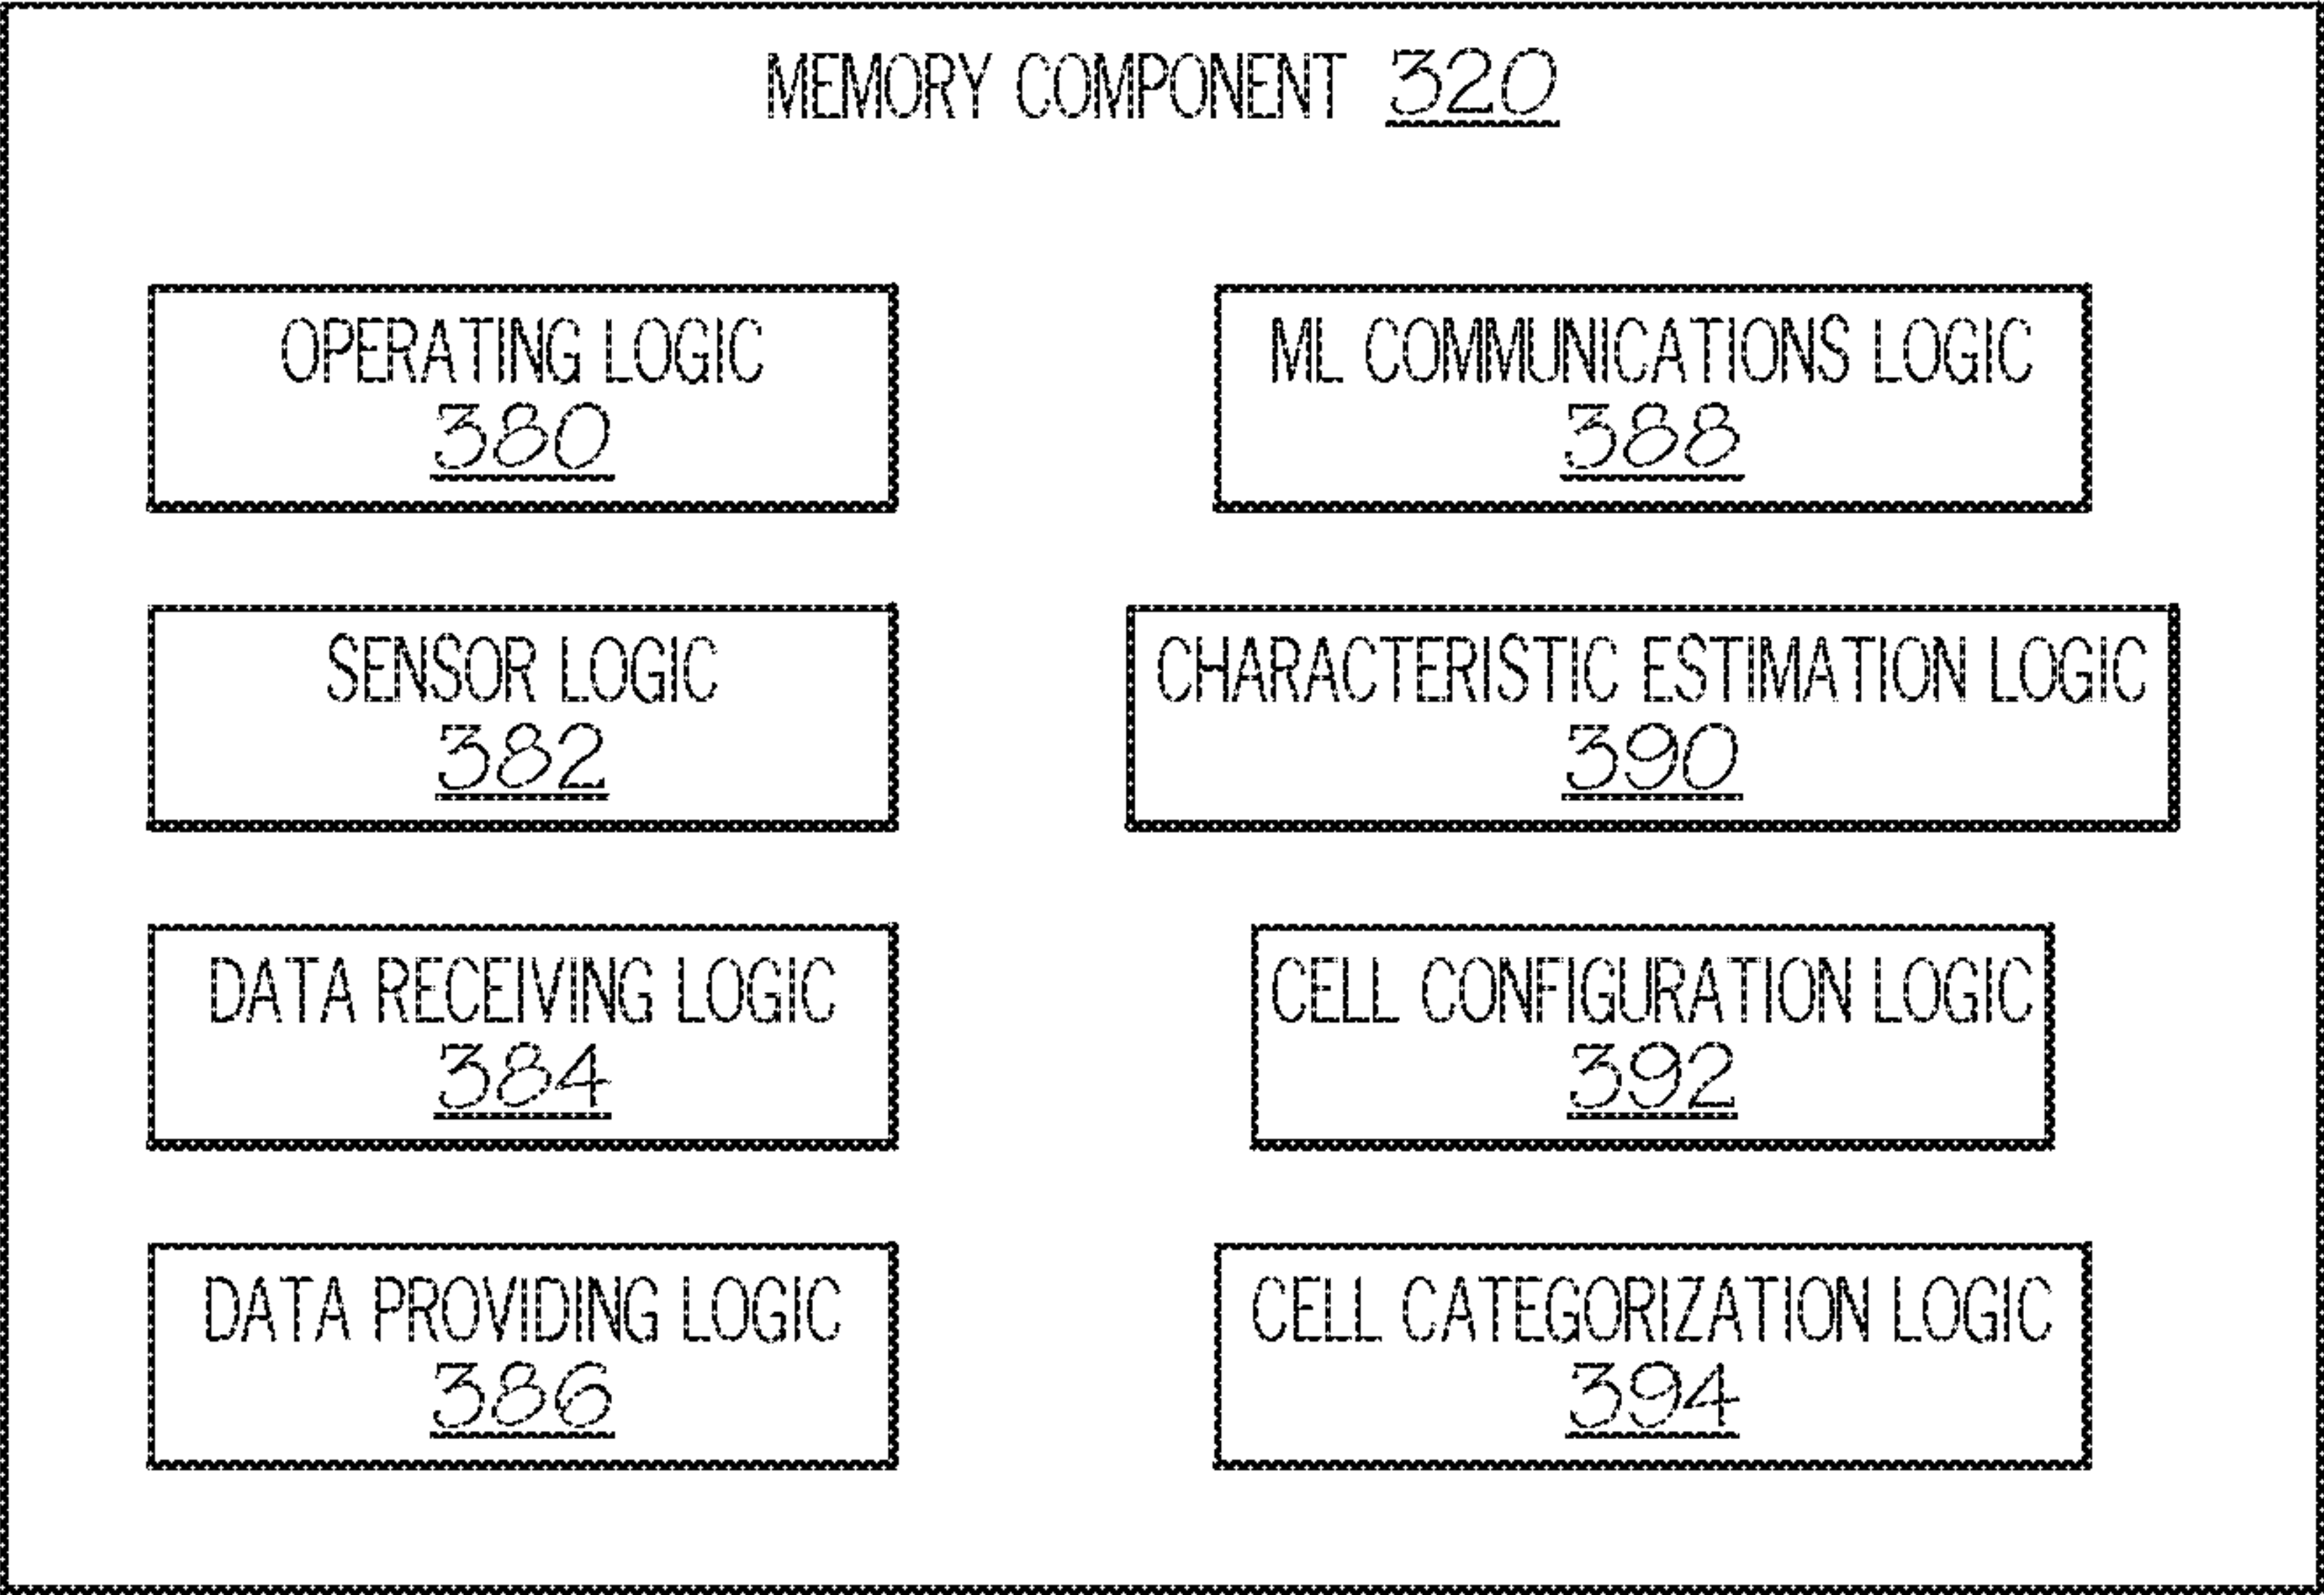 MEMORY COMPONENT 320
OPERATING LOGIC
380
SENSOR LOGIC
382
DATA RECEIVING LOGIC
384
DATA PROVIDING LOGIC
386
ML COMMUNICATIONS LOGIC
388
CHARACTERISTIC ESTIMATION LOGIC
390
CELL CONFIGURATION LOGIC
392
CELL CATEGORIZATION LOGIC
394